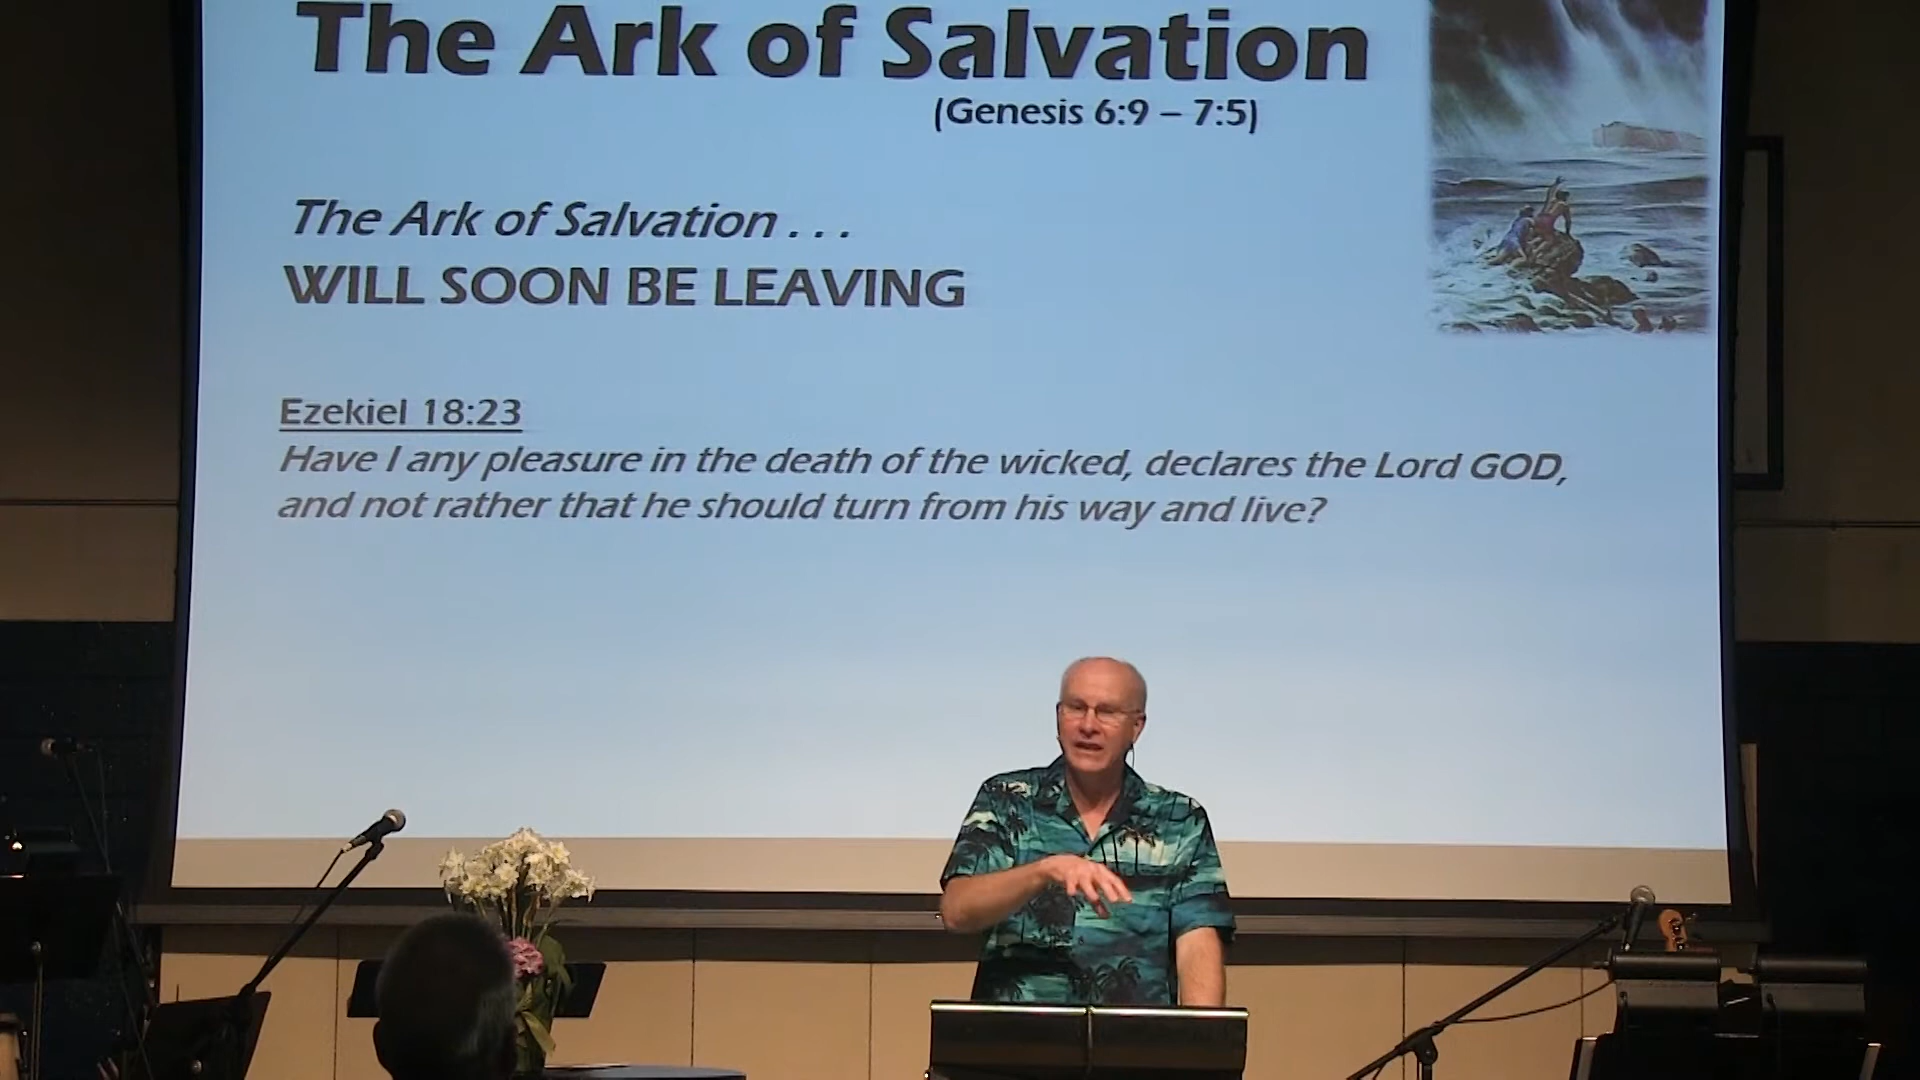 The Ark of Salvation
(Genesis 6:9 – 7:5)
The Ark of Salvation . . .
WILL SOON BE LEAVING
Ezekiel 18:23
Have I any pleasure in the death of the wicked, declares the Lord GOD,
and not rather that he should turn from his way and live?